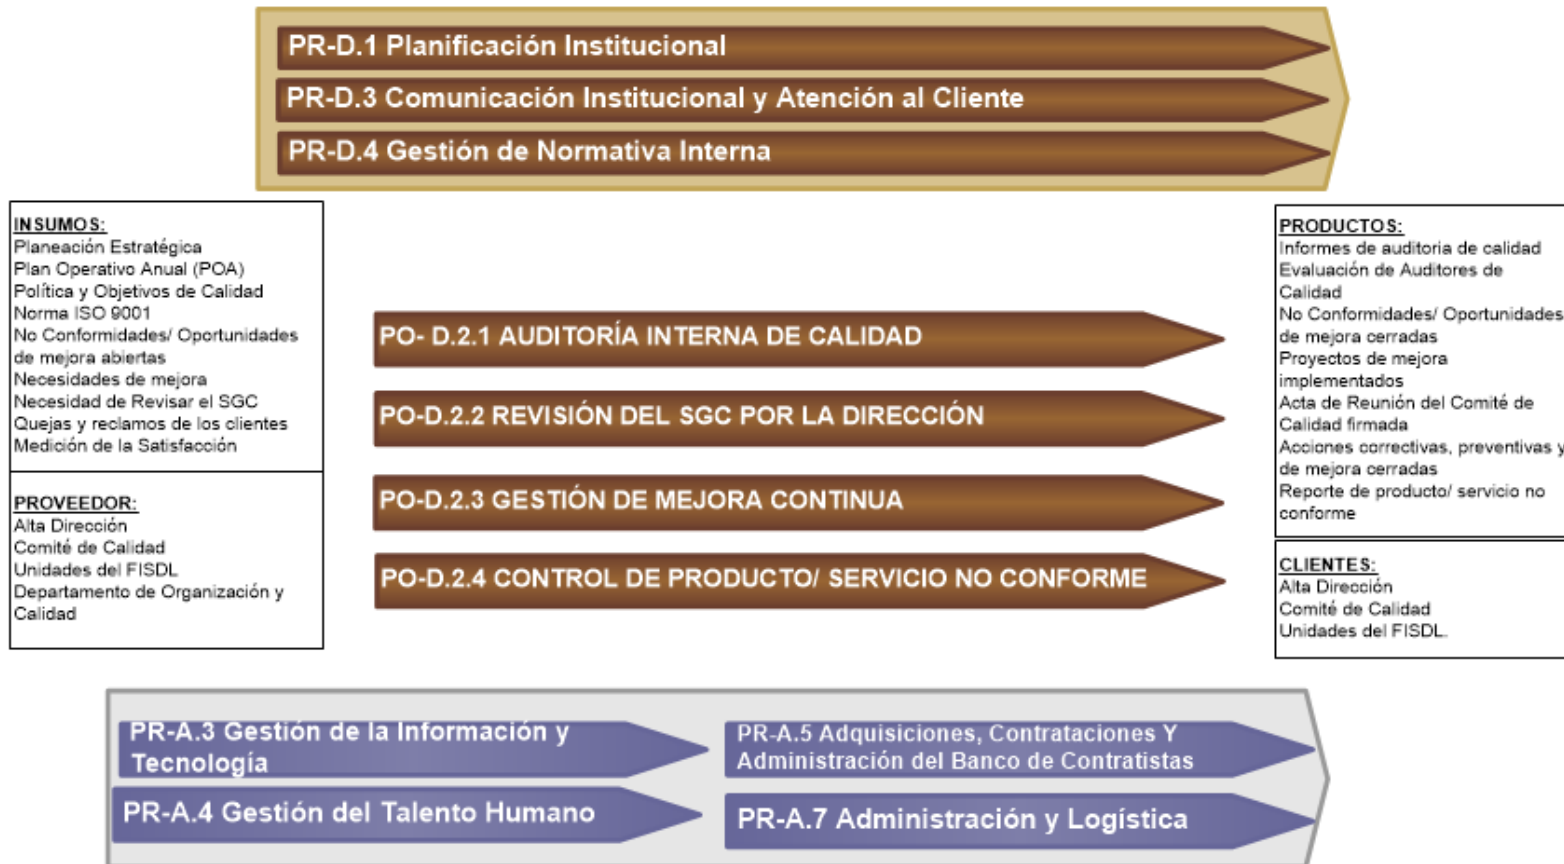 PR-D.1 Planificación Institucional
PR-D.3 Comunicación Institucional y Atención al Cliente
PR-D.4 Gestión de Normativa Interna
INSUMOS:
Planeación Estratégica
Plan Operativo Anual (POA)
Política y Objetivos de Calidad
Norma ISO 9001
No Conformidades/ Oportunidades
de mejora abiertas
Necesidades de mejora
Necesidad de Revisar el SGC
Quejas y reclamos de los clientes
Medición de la Satisfacción
PROVEEDOR:
Alta Dirección
Comité de Calidad
Unidades del FISDL
Departamento de Organización y
Calidad
PO- D.2.1 AUDITORÍA INTERNA DE CALIDAD
PO-D.2.2 REVISIÓN DEL SGC POR LA DIRECCIÓN
PO-D.2.3 GESTIÓN DE MEJORA CONTINUA
PO-D.2.4 CONTROL DE PRODUCTO/ SERVICIO NO CONFORME
PRODUCTOS:
Informes de auditoria de calidad
Evaluación de Auditores de
Calidad
No Conformidades/ Oportunidades
de mejora cerradas
Proyectos de mejora
implementados
Acta de Reunión del Comité de
Calidad firmada
Acciones correctivas, preventivas y
de mejora cerradas
Reporte de producto/ servicio no
conforme
CLIENTES:
Alta Dirección
Comité de Calidad
Unidades del FISDL.
PR-A.3 Gestión de la Información y
Tecnología
PR-A.5 Adquisiciones, Contrataciones Y
Administración del Banco de Contratistas
PR-A.4 Gestión del Talento Humano
PR-A.7 Administración y Logística